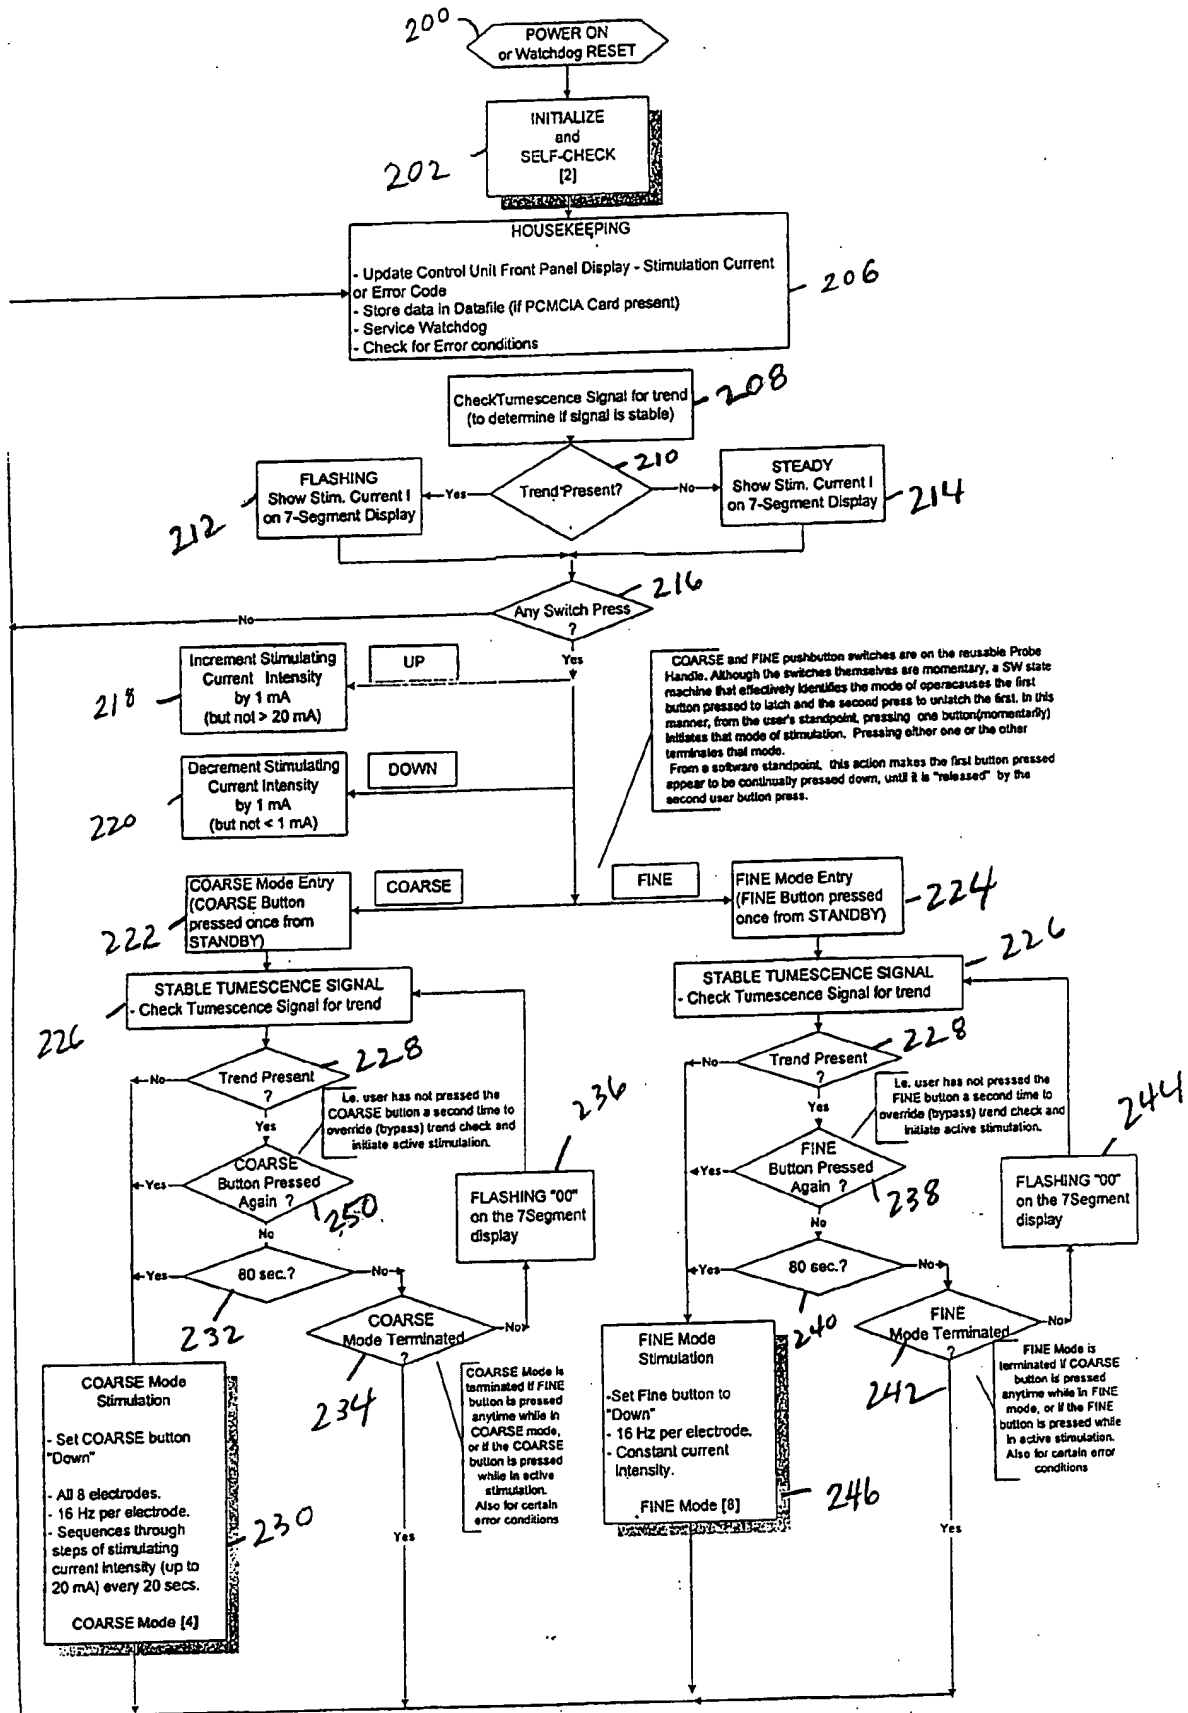 200
POWER ON
or Watchdog RESET
INITIALIZE
and
SELF-CHECK
[2]
202
HOUSEKEEPING
- Update Control Unit Front Panel Display - Stimulation Current
or Error Code
- Store data in Datafile (if PCMCIA Card present)
- Service Watchdog
- Check for Error conditions
206
CheckTumescence Signal for trend
(to determine if signal is stable)
208
210
Trend Present?
Yes
No
FLASHING
Show Stim. Current I
on 7-Segment Display
212
STEADY
Show Stim. Current I
on 7-Segment Display
214
216
Any Switch Press
?
No
Yes
Increment Stimulating
Current Intensity
by 1 mA
(but not > 20 mA)
218
UP
Decrement Stimulating
Current Intensity
by 1 mA
(but not < 1 mA)
220
DOWN
COARSE and FINE pushbutton switches are on the reusable Probe
Handle. Although the switches themselves are momentary, a SW state
machine that effectively identifies the mode of operacauses the first
button pressed to latch and the second press to unlatch the first. In this
manner, from the user's standpoint, pressing one button(momentarily)
initiates that mode of stimulation. Pressing either one or the other
terminates that mode.
From a software standpoint, this action makes the first button pressed
appear to be continually pressed down, until it is "released" by the
second user button press.
COARSE Mode Entry
(COARSE Button
pressed once from
STANDBY)
222
COARSE
FINE
FINE Mode Entry
(FINE Button pressed
once from STANDBY)
224
STABLE TUMESCENCE SIGNAL
- Check Tumescence Signal for trend
226
STABLE TUMESCENCE SIGNAL
- Check Tumescence Signal for trend
226
Trend Present
?
228
No
Yes
i.e. user has not pressed the
COARSE button a second time to
override (bypass) trend check and
initiate active stimulation.
COARSE
Button Pressed
Again ?
250
Yes
No
80 sec.?
232
Yes
No
236
FLASHING "00"
on the 7Segment
display
COARSE
Mode Terminated
?
234
No
Yes
COARSE Mode is
terminated if FINE
button is pressed
anytime while in
COARSE mode,
or if the COARSE
button is pressed
while in active
stimulation.
Also for certain
error conditions
COARSE Mode
Stimulation
- Set COARSE button
"Down"
- All 8 electrodes.
- 16 Hz per electrode.
- Sequences through
steps of stimulating
current intensity (up to
20 mA) every 20 secs.
COARSE Mode [4]
230
Trend Present
?
228
No
Yes
i.e. user has not pressed the
FINE button a second time to
override (bypass) trend check and
initiate active stimulation.
FINE
Button Pressed
Again ?
238
Yes
No
80 sec.?
240
Yes
No
244
FLASHING "00"
on the 7Segment
display
FINE
Mode Terminated
?
242
No
Yes
FINE Mode is
terminated if COARSE
button is pressed
anytime while in FINE
mode, or if the FINE
button is pressed while
in active stimulation.
Also for certain error
conditions
FINE Mode
Stimulation
-Set Fine button to
"Down"
- 16 Hz per electrode.
- Constant current
Intensity.
FINE Mode [8]
246